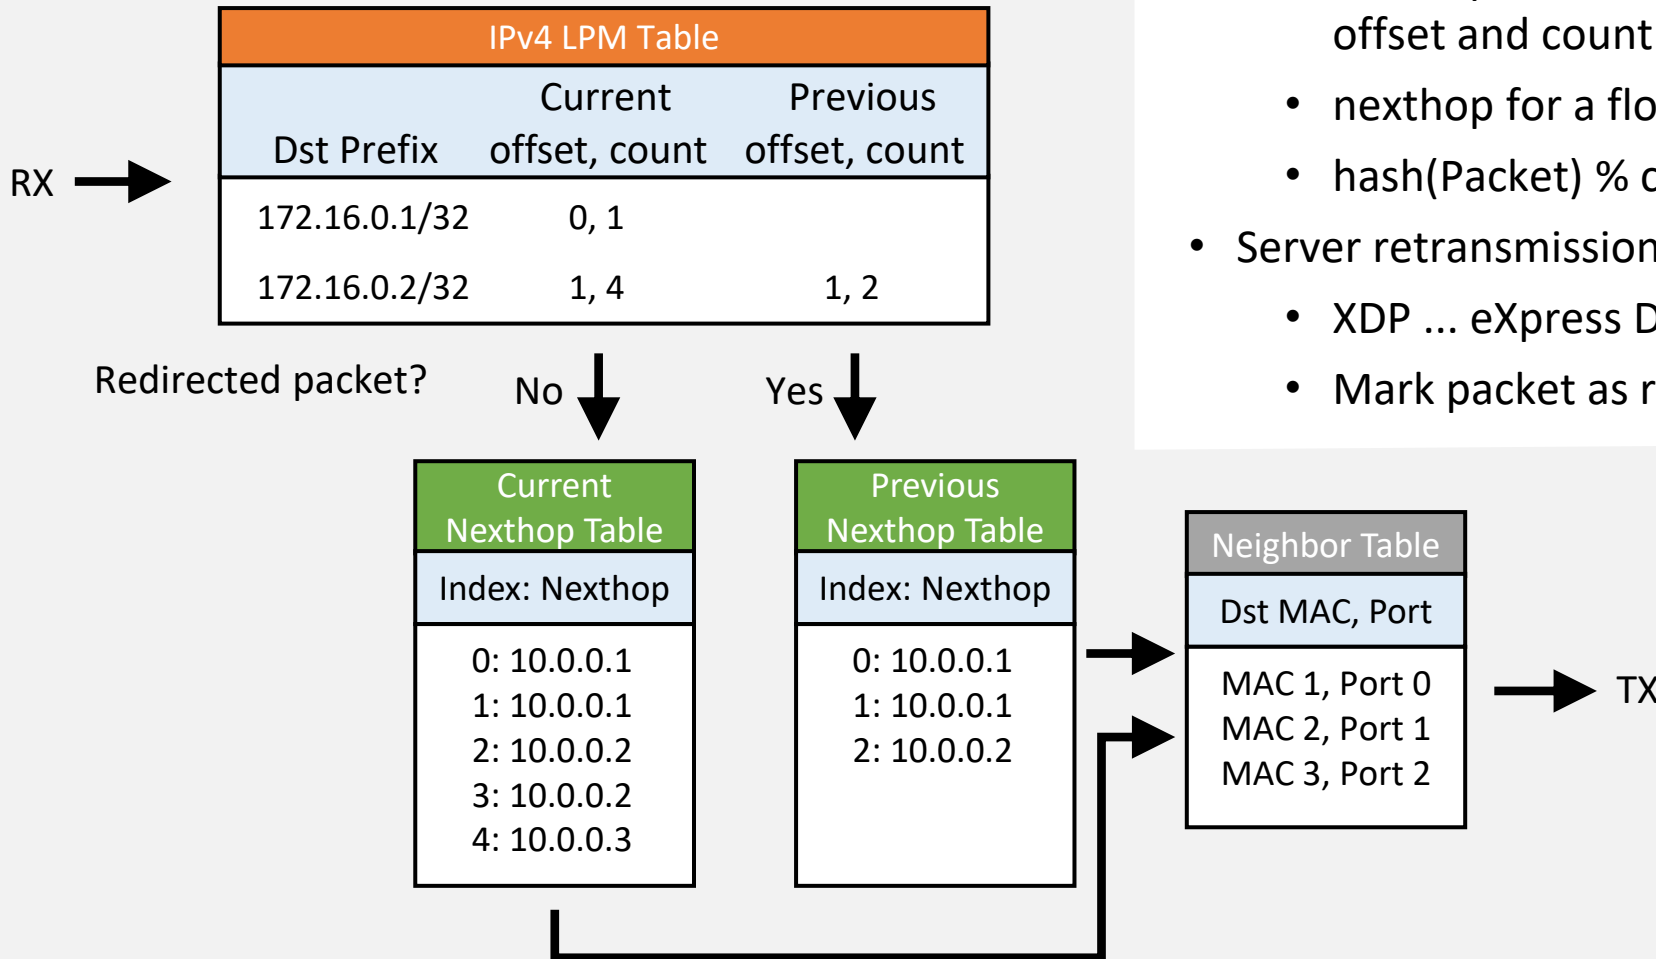 IPv4 LPM Table
Current Previous
Dst Prefix offset, count offset, count
172.16.0.1/32 0, 1
172.16.0.2/32 1, 4 1, 2
RX
Redirected packet? No Yes
Current
Nexthop Table
Index: Nexthop
0: 10.0.0.1
1: 10.0.0.1
2: 10.0.0.2
3: 10.0.0.2
4: 10.0.0.3
Previous
Nexthop Table
Index: Nexthop
0: 10.0.0.1
1: 10.0.0.1
2: 10.0.0.2
Neighbor Table
Dst MAC, Port
MAC 1, Port 0
MAC 2, Port 1
MAC 3, Port 2
TX
offset and count
• nexthop for a
• hash(Packet) %
• Server retransmission
• XDP ... eXpress
• Mark packet as